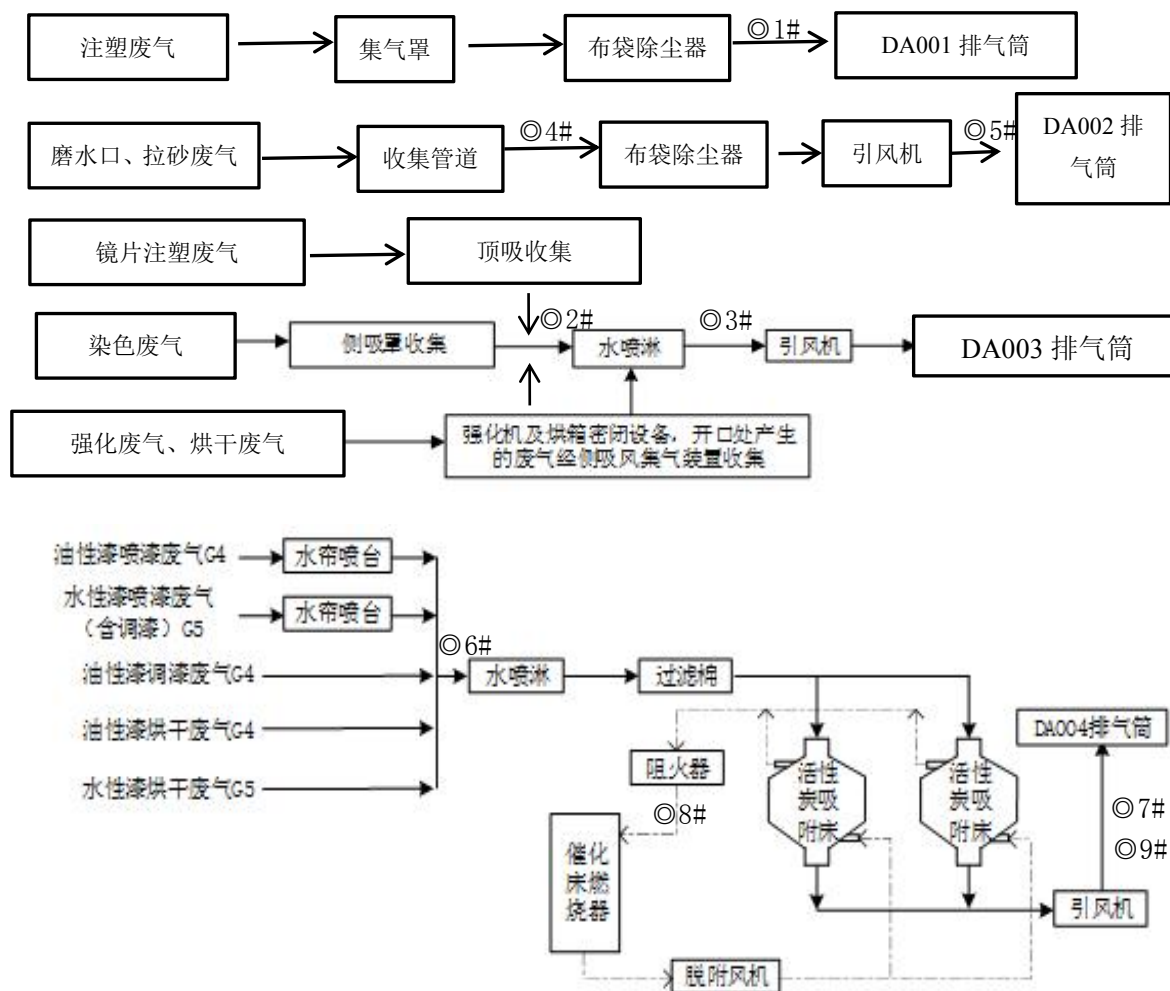 注塑废气
集气罩
布袋除尘器
◎1#
DA001 排气筒
磨水口、拉砂废气
收集管道
◎4#
布袋除尘器
引风机
◎5#
DA002 排
气筒
镜片注塑废气
顶吸收集
染色废气
侧吸罩收集
◎2#
水喷淋
◎3#
引风机
DA003 排气筒
强化废气、烘干废气
强化机及烘箱密闭设备，开口处产生
的废气经侧吸风集气装置收集
油性漆喷漆废气G4
水帘喷台
水性漆喷漆废气
（含调漆）G5
水帘喷台
油性漆调漆废气G4
◎6#
水喷淋
过滤棉
油性漆烘干废气G4
水性漆烘干废气G5
阻火器
◎8#
活性
炭吸
附床
活性
炭吸
附床
DA004排气筒
◎7#
◎9#
催化
床燃
烧器
引风机
脱附风机